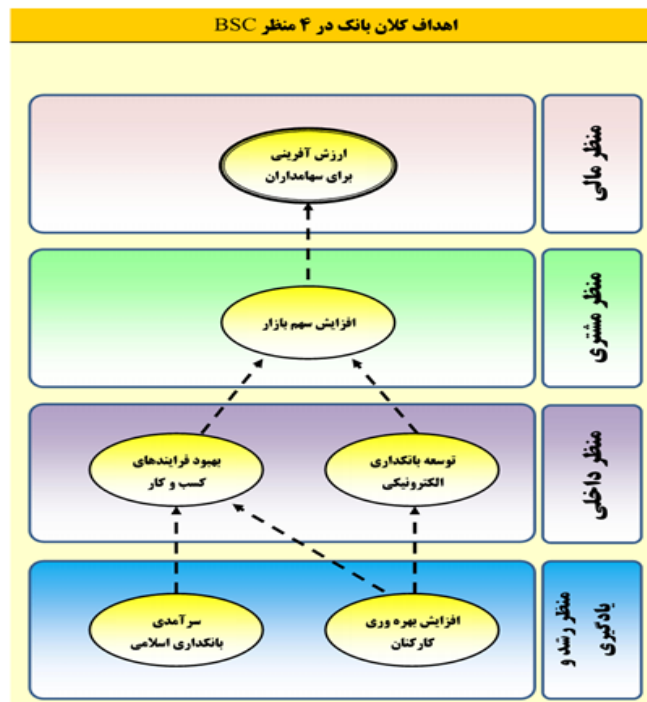 اهداف کلان بانک در ۴ منظر BSC
منظر مالی
ارزش آفرینی
برای سهامداران
منظر مشتری
افزایش سهم بازار
منظر داخلی
توسعه بانکداری
الکترونیکی
بهبود فرایندهای
کسب و کار
منظر رشد و
یادگیری
افزایش بهره وری
کارکنان
سرآمدی
بانکداری اسلامی